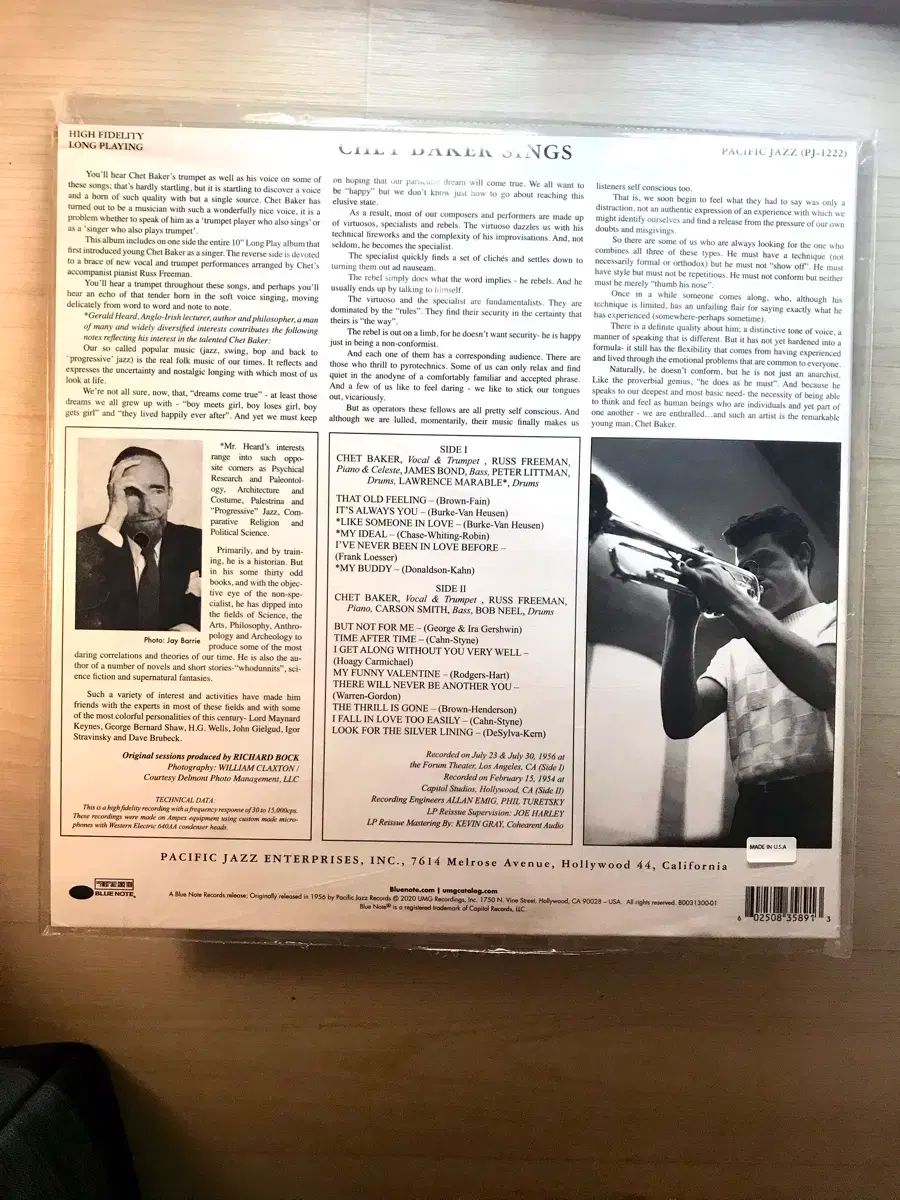 HIGH FIDELITY
LONG PLAYING
CHET BAKER SINGS
PACIFIC JAZZ (PJ-1222)
You'll hear Chet Baker's trumpet as well as his voice on some of
these songs; that's hardly startling, but it is startling to discover a voice
and a horn of such quality with but a single source. Chet Baker has
turned out to be a musician with such a wonderfully nice voice, it is a
problem whether to speak of him as a 'trumpet player who also sings' or
as a 'singer who also plays trumpet'.
This album includes on one side the entire 10" Long Play album that
first introduced young Chet Baker as a singer. The reverse side is devoted
to a brace of new vocal and trumpet performances arranged by Chet's
accompanist pianist Russ Freeman.
You'll hear a trumpet throughout these songs, and perhaps you'll
hear an echo of that tender horn in the soft voice singing, moving
delicately from word to word and note to note.
*Gerald Heard, Anglo-Irish lecturer, author and philosopher, a man
of many and widely diversified interests contributes the following
notes reflecting his interest in the talented Chet Baker:
Our so called popular music (jazz, swing, bop and back to
"progressive' jazz) is the real folk music of our times. It reflects and
expresses the uncertainty and nostalgic longing with which most of us
look at life.
We're not all sure, now, that, "dreams come true" - at least those
dreams we all grew up with - "boy meets girl, boy loses girl, boy
gets girl" and "they lived happily ever after". And yet we must keep
on hoping that our particular dream will come true. We all want to
be "happy" but we don't know just how to go about reaching this
elusive state.
As a result, most of our composers and performers are made up
of virtuosos, specialists and rebels. The virtuoso dazzles us with his
technical fireworks and the complexity of his improvisations. And, not
seldom, he becomes the specialist.
The specialist quickly finds a set of clichés and settles down to
turning them out ad nauseam.
The rebel simply does what the word implies - he rebels. And he
usually ends up by talking to himself.
The virtuoso and the specialist are fundamentalists. They are
dominated by the "rules". They find their security in the certainty that
theirs is "the way".
The rebel is out on a limb, for he doesn't want security- he is happy
just in being a non-conformist.
And each one of them has a corresponding audience. There are
those who thrill to pyrotechnics. Some of us can only relax and find
quiet in the anodyne of a comfortably familiar and accepted phrase.
And a few of us like to feel daring - we like to stick our tongues
out, vicariously.
But as operators these fellows are all pretty self conscious. And
although we are lulled, momentarily, their music finally makes us
listeners self conscious too.
That is, we soon begin to feel what they had to say was only a
distraction, not an authentic expression of an experience with which we
might identify ourselves and find a release from the pressure of our own
doubts and misgivings.
So there are some of us who are always looking for the one who
combines all three of these types. He must have a technique (not
necessarily formal or orthodox) but he must not "show off". He must
have style but must not be repetitious. He must not conform but neither
must he merely "thumb his nose".
Once in a while someone comes along, who, although his
technique is limited, has an unfailing flair for saying exactly what he
has experienced (somewhere-perhaps sometime).
There is a definite quality about him; a distinctive tone of voice, a
manner of speaking that is different. But it has not yet hardened into a
formula- it still has the flexibility that comes from having experienced
and lived through the emotional problems that are common to everyone.
Naturally, he doesn't conform, but he is not just an anarchist.
Like the proverbial genius, "he does as he must". And because he
speaks to our deepest and most basic need- the necessity of being able
to think and feel as human beings who are individuals and yet part of
one another - we are enthralled...and such an artist is the remarkable
young man, Chet Baker.
*Mr. Heard's interests
range into such oppo-
site corners as Psychical
Research and Paleontol-
ogy, Architecture and
Costume, Palestrina and
"Progressive" Jazz, Com-
parative Religion and
Political Science.
Primarily, and by train-
ing, he is a historian. But
in his some thirty odd
books, and with the objec-
tive eye of the non-spe-
cialist, he has dipped into
the fields of Science, the
Arts, Philosophy, Anthro-
pology and Archeology to
produce some of the most
Photo: Jay Barrie
daring correlations and theories of our time. He is also the au-
thor of a number of novels and short stories-"whodunnits", sci-
ence fiction and supernatural fantasies.
Such a variety of interest and activities have made him
friends with the experts in most of these fields and with some
of the most colorful personalities of this century- Lord Maynard
Keynes, George Bernard Shaw, H.G. Wells, John Gielgud, Igor
Stravinsky and Dave Brubeck.
Original sessions produced by RICHARD BOCK
Photography: WILLIAM CLAXTON /
Courtesy Delmont Photo Management, LLC
TECHNICAL DATA:
This is a high fidelity recording with a frequency response of 30 to 15,000cps.
These recordings were made on Ampex equipment using custom made micro-
phones with Western Electric 640AA condenser heads.
SIDE I
CHET BAKER, Vocal & Trumpet , RUSS FREEMAN,
Piano & Celeste, JAMES BOND, Bass, PETER LITTMAN,
Drums, LAWRENCE MARABLE*, Drums
THAT OLD FEELING – (Brown-Fain)
IT'S ALWAYS YOU – (Burke-Van Heusen)
*LIKE SOMEONE IN LOVE – (Burke-Van Heusen)
*MY IDEAL – (Chase-Whiting-Robin)
I'VE NEVER BEEN IN LOVE BEFORE –
(Frank Loesser)
*MY BUDDY – (Donaldson-Kahn)
SIDE II
CHET BAKER, Vocal & Trumpet , RUSS FREEMAN,
Piano, CARSON SMITH, Bass, BOB NEEL, Drums
BUT NOT FOR ME – (George & Ira Gershwin)
TIME AFTER TIME – (Cahn-Styne)
I GET ALONG WITHOUT YOU VERY WELL –
(Hoagy Carmichael)
MY FUNNY VALENTINE – (Rodgers-Hart)
THERE WILL NEVER BE ANOTHER YOU –
(Warren-Gordon)
THE THRILL IS GONE – (Brown-Henderson)
I FALL IN LOVE TOO EASILY – (Cahn-Styne)
LOOK FOR THE SILVER LINING – (DeSylva-Kern)
Recorded on July 23 & July 30, 1956 at
the Forum Theater, Los Angeles, CA (Side I)
Recorded on February 15, 1954 at
Capitol Studios, Hollywood, CA (Side II)
Recording Engineers ALLAN EMIG, PHIL TURETSKY
LP Reissue Supervision: JOE HARLEY
LP Reissue Mastering By: KEVIN GRAY, Cohearent Audio
MADE IN U.S.A
PACIFIC JAZZ ENTERPRISES, INC., 7614 Melrose Avenue, Hollywood 44, California
BLUE NOTE
Bluenote.com | umgcatalog.com
A Blue Note Records release; Originally released in 1956 by Pacific Jazz Records © 2020 UMG Recordings, Inc. 1750 N. Vine Street, Hollywood, CA 90028 – USA. All rights reserved. B0031300-01
Blue Note® is a registered trademark of Capitol Records, LLC.
6 02508 35891 3